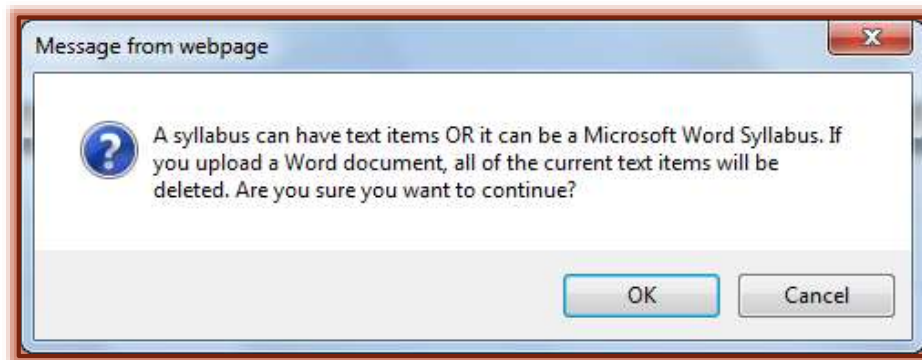 Message from webpage
A syllabus can have text items OR it can be a Microsoft Word Syllabus. If
you upload a Word document, all of the current text items will be
deleted. Are you sure you want to continue?
OK
Cancel